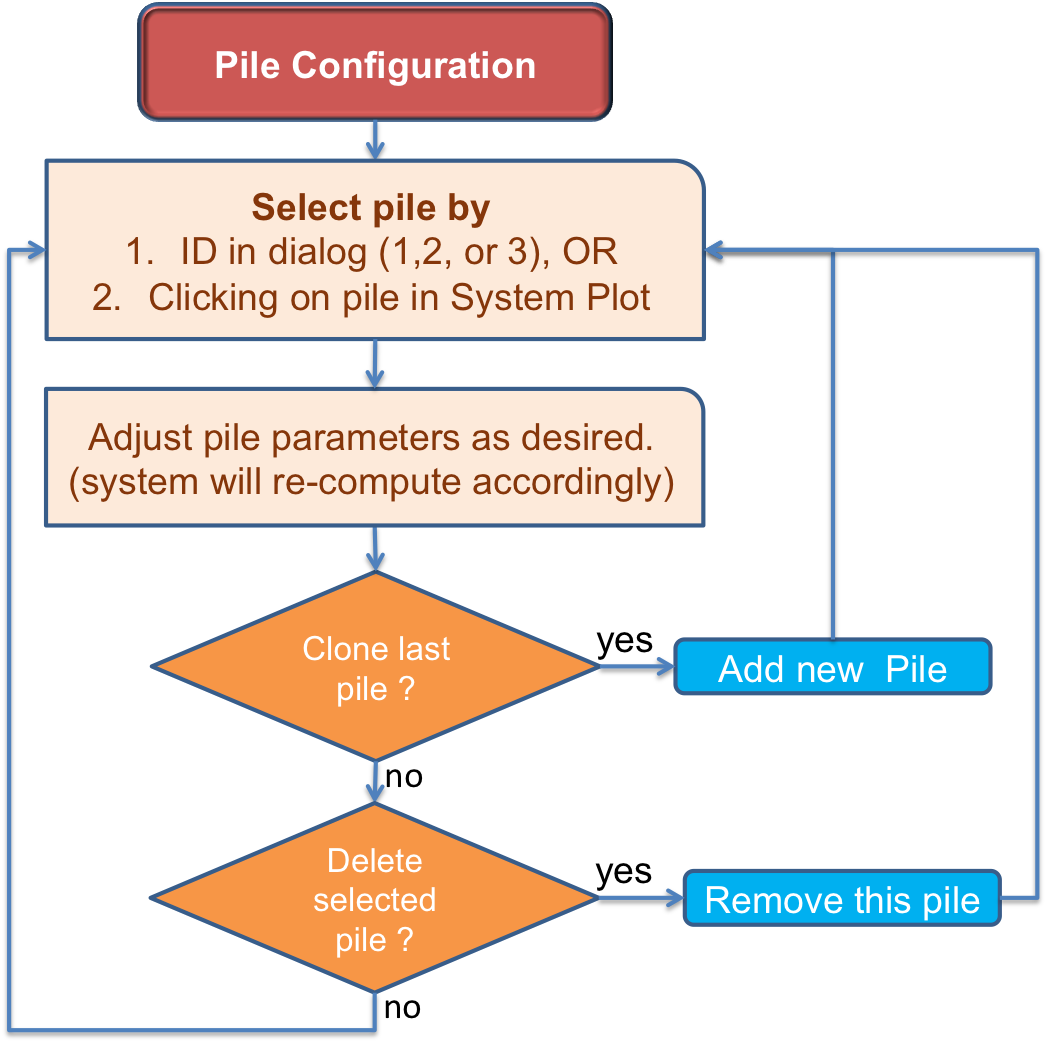 Pile Configuration
Select pile by
1. ID in dialog (1,2, or 3), OR
2. Clicking on pile in System Plot
Adjust pile parameters as desired.
(system will re-compute accordingly)
Clone last
pile ?
yes
Add new Pile
no
Delete
selected
pile ?
yes
Remove this pile
no